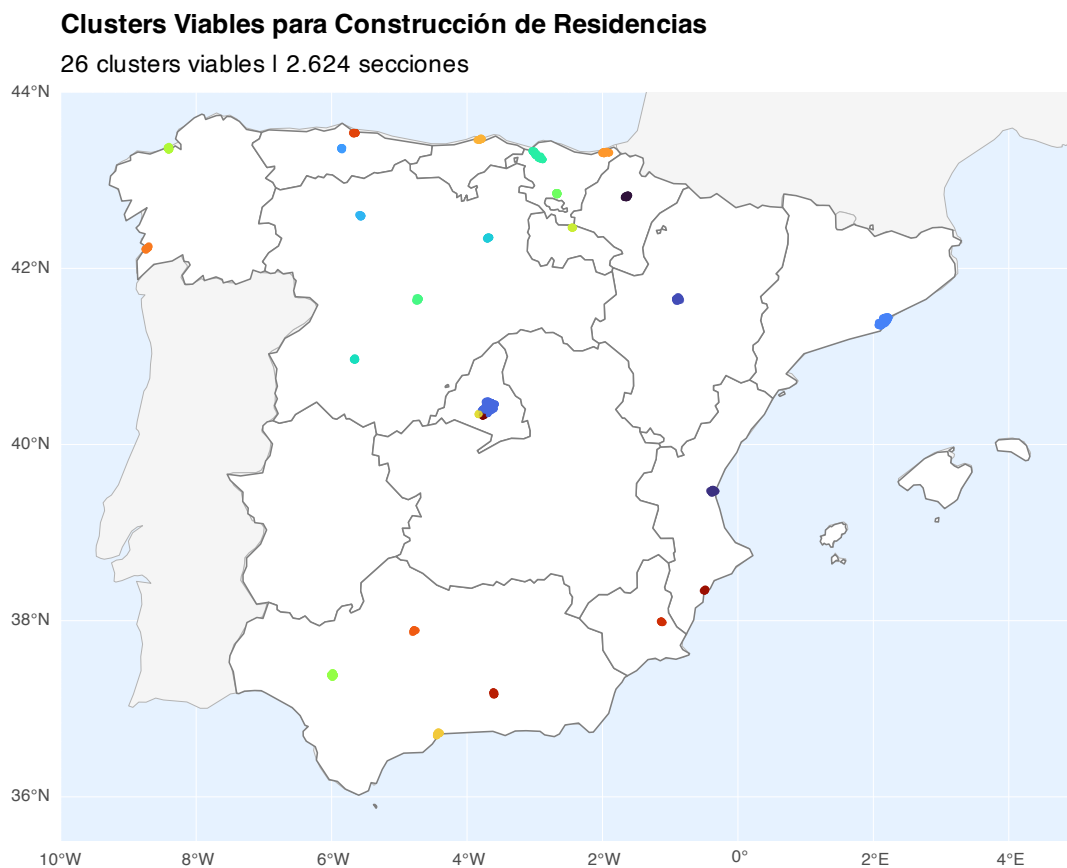 Clusters Viables para Construcción de Residencias
26 clusters viables | 2.624 secciones
44°N
42°N
40°N
38°N
36°N
10°W 8°W 6°W 4°W 2°W 0° 2°E 4°E